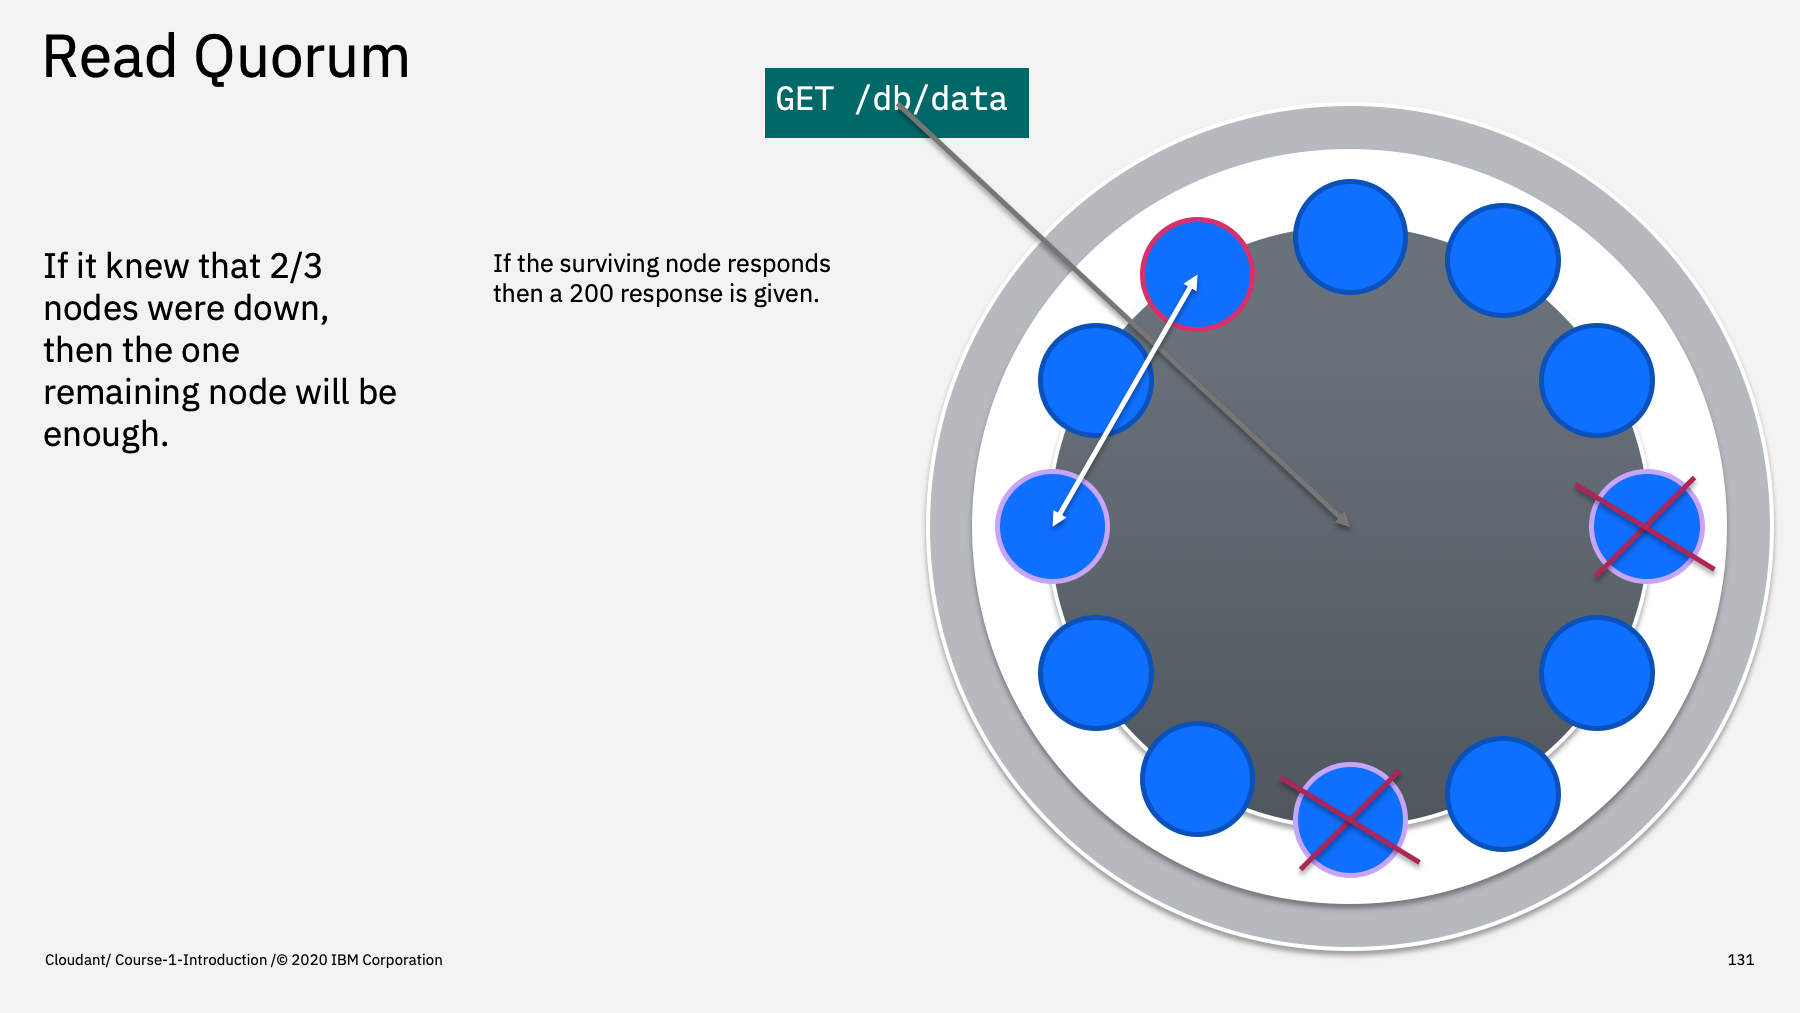 Read Quorum
GET /db/data
If it knew that 2/3
nodes were down,
then the one
remaining node will be
enough.
If the surviving node responds
then a 200 response is given.
Cloudant/ Course-1-Introduction /© 2020 IBM Corporation
131